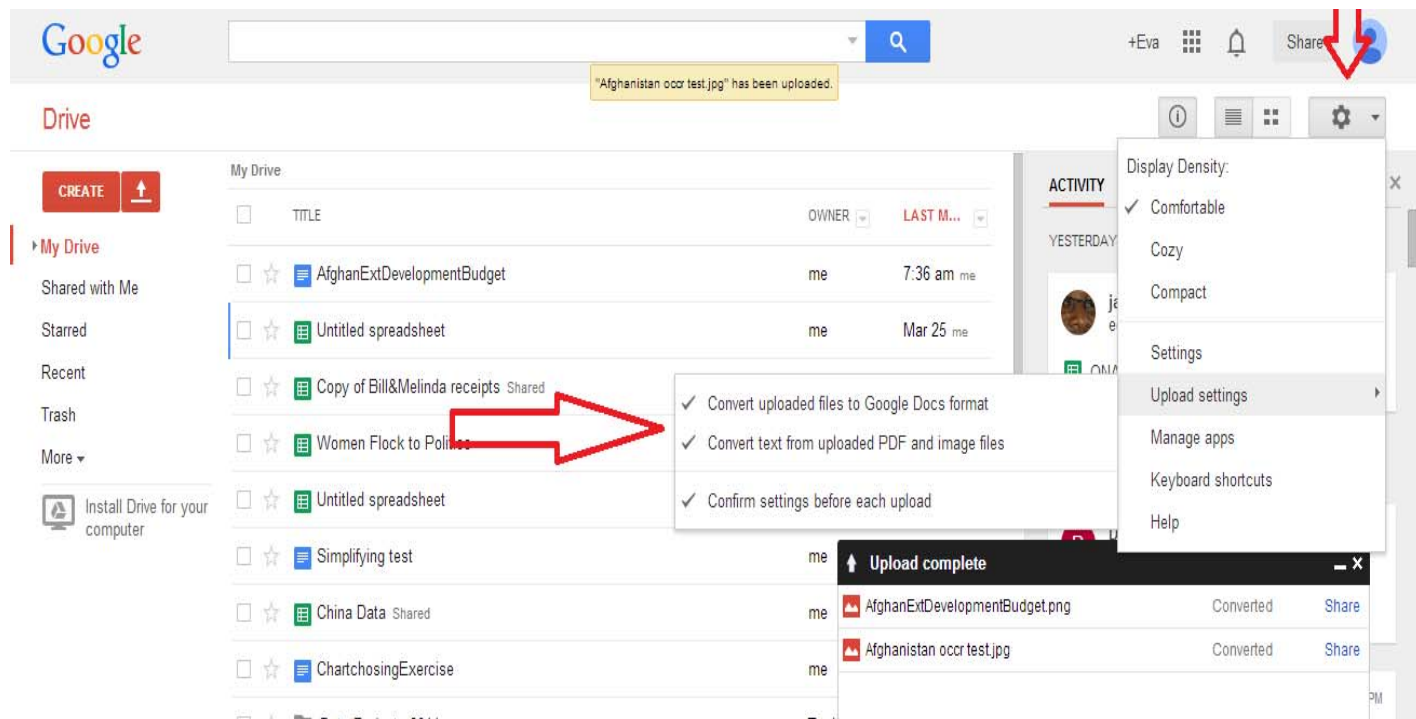 Google
+Eva
Share
"Afghanistan occr test.jpg" has been uploaded.
Drive
CREATE
My Drive
Shared with Me
Starred
Recent
Trash
More
Install Drive for your
computer
My Drive
TITLE OWNER LAST M...
AfghanExtDevelopmentBudget me 7:36 am me
Untitled spreadsheet me Mar 25 me
Copy of Bill&Melinda receipts Shared
Women Flock to
Untitled spreadsheet
Simplifying test me
China Data Shared me
ChartchosingExercise me
Convert uploaded files to Google Docs format
Convert text from uploaded PDF and image files
Confirm settings before each upload
ACTIVITY
YESTERDAY
Display Density:
Comfortable
Cozy
Compact
Settings
Upload settings
Manage apps
Keyboard shortcuts
Help
Upload complete
AfghanExtDevelopmentBudget.png Converted Share
Afghanistan occr test.jpg Converted Share
PM